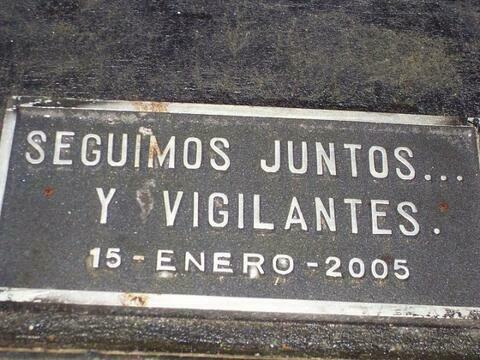 SEGUIMOS JUNTOS...
Y VIGILANTES.
15-ENERO-2005